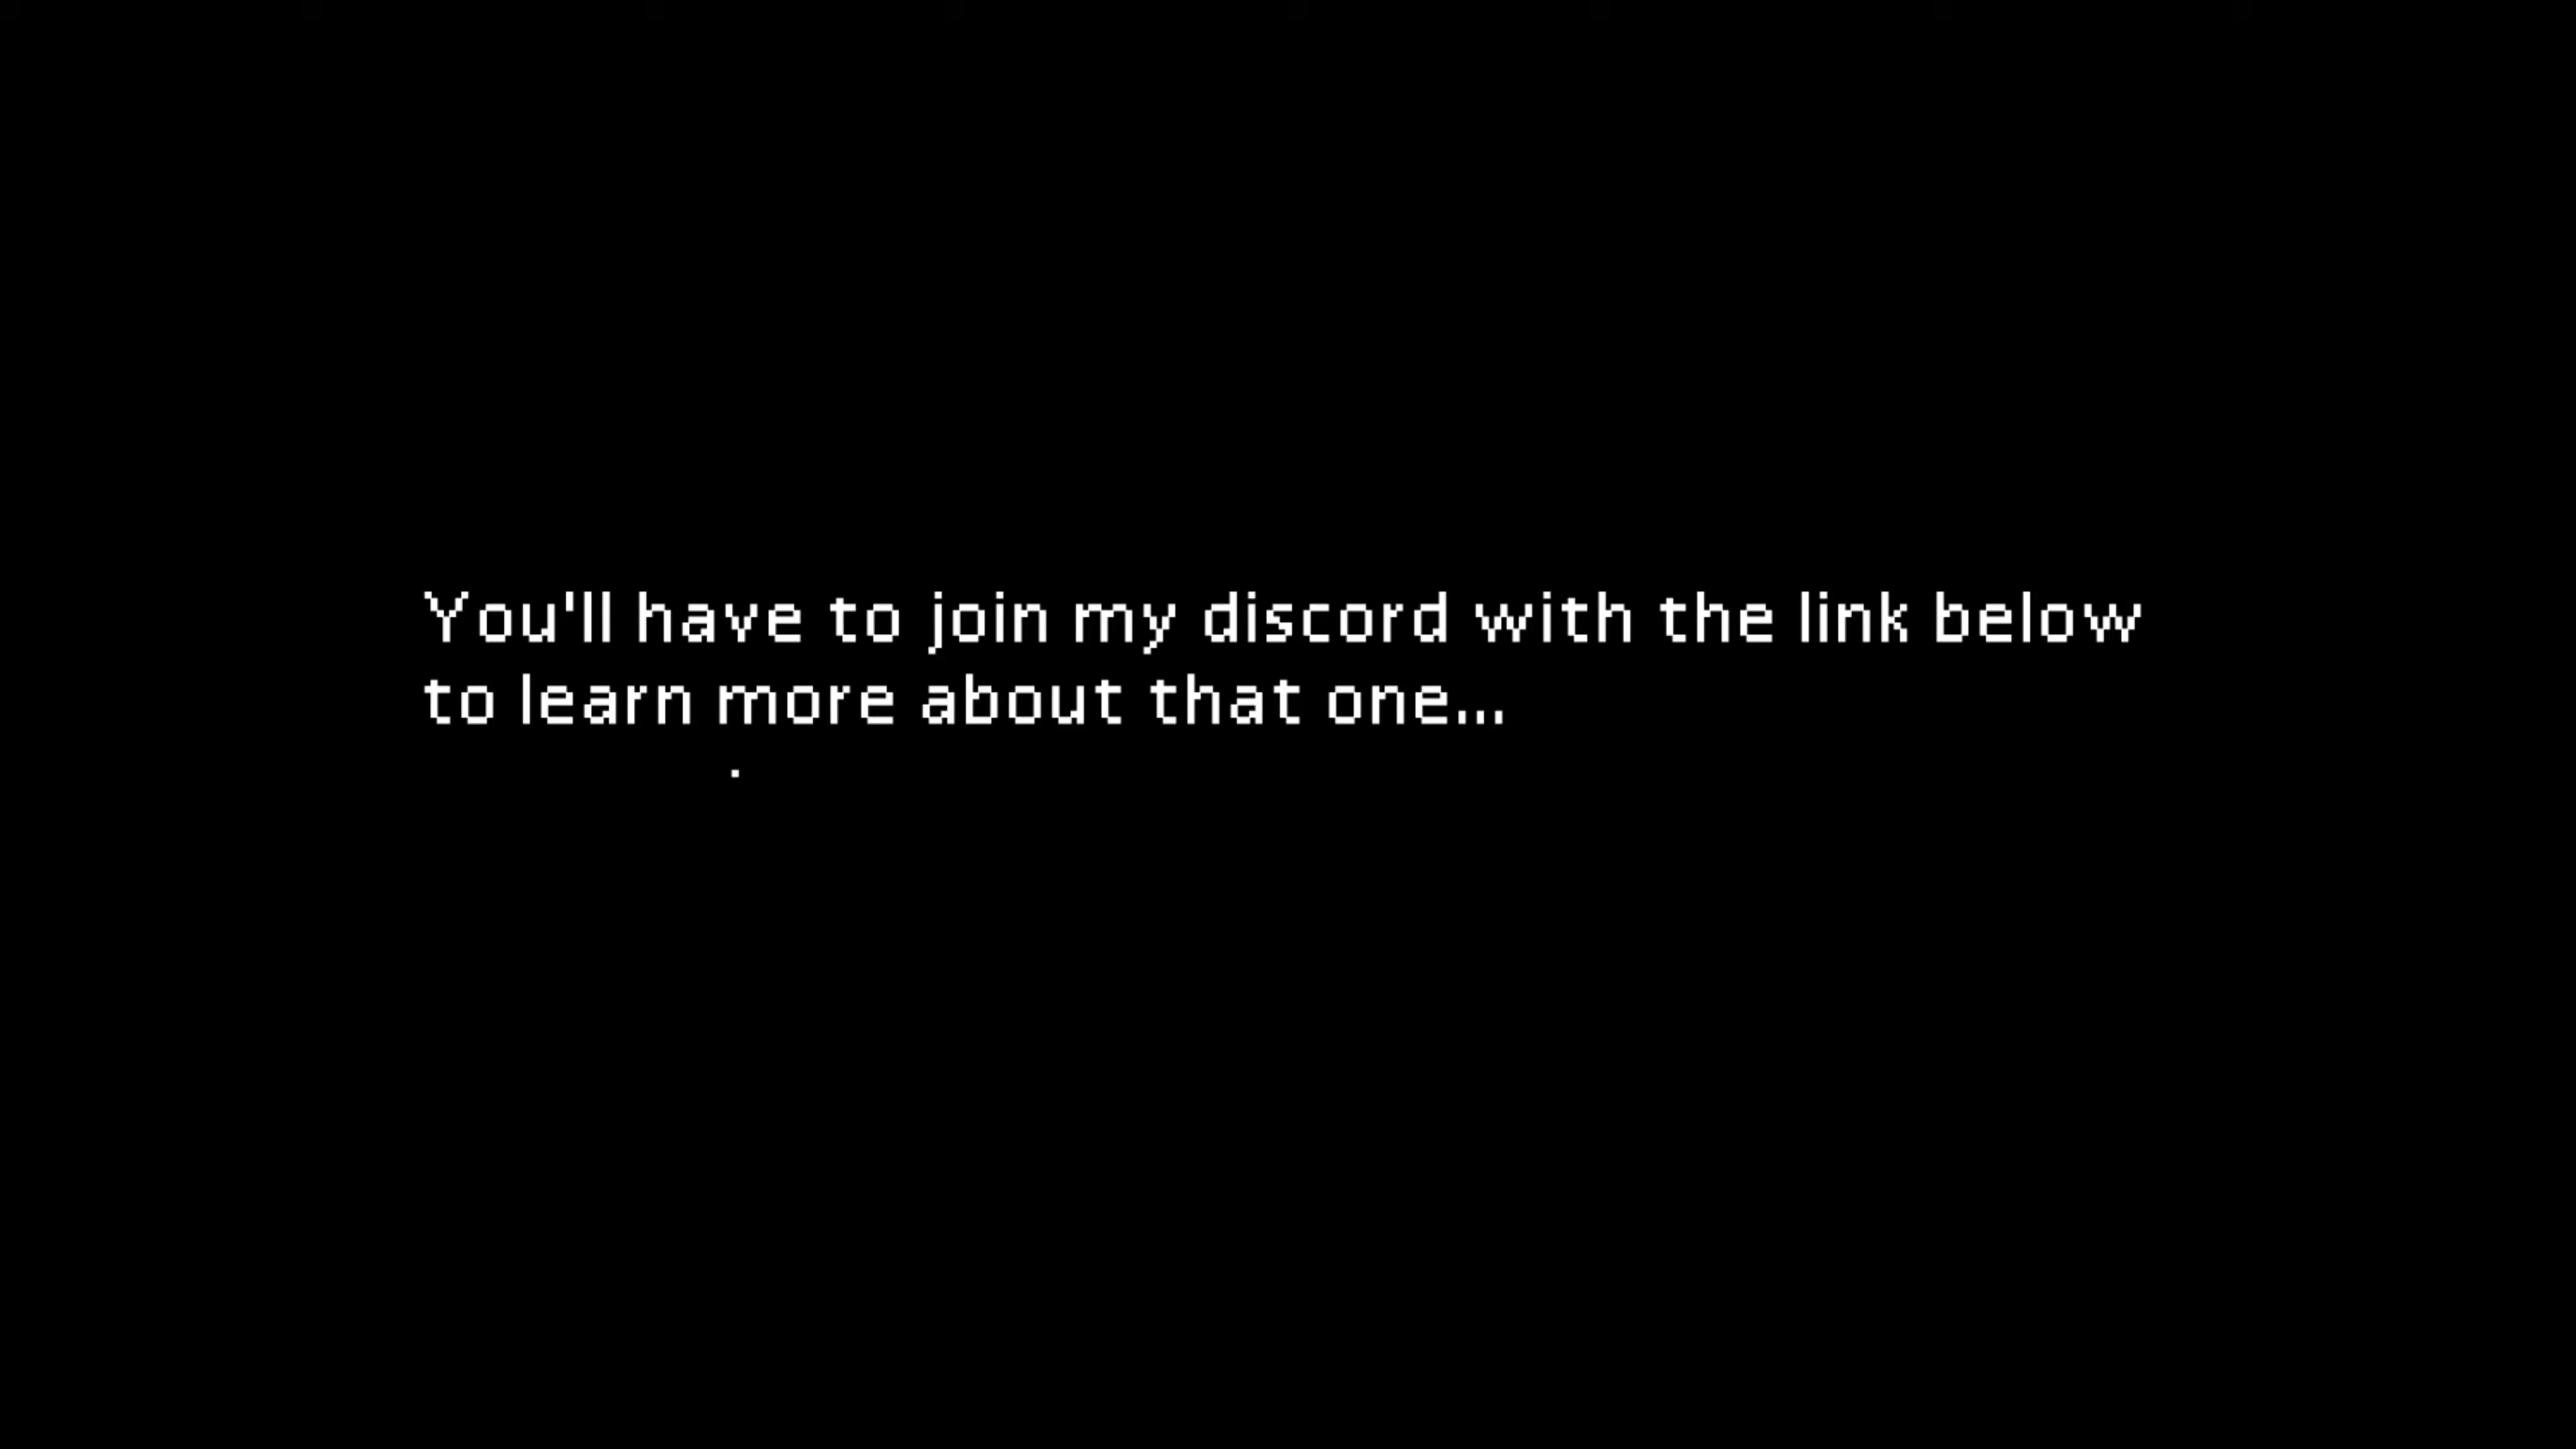 You'll have to join my discord with the link below
to learn more about that one...
.